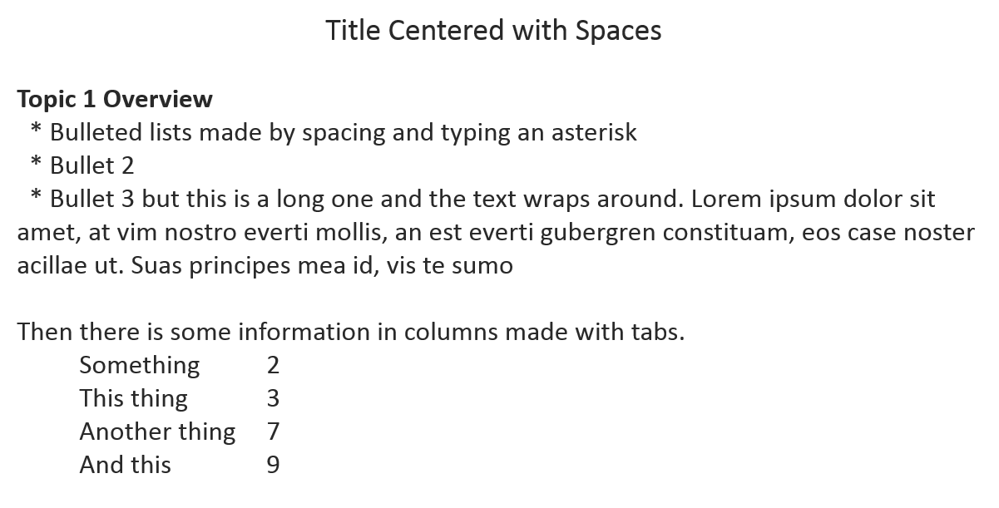 Title Centered with Spaces
Topic 1 Overview
* Bulleted lists made by spacing and typing an asterisk
* Bullet 2
* Bullet 3 but this is a long one and the text wraps around. Lorem ipsum dolor sit
amet, at vim nostro everti mollis, an est everti gubergren constituam, eos case noster
acillae ut. Suas principes mea id, vis te sumo
Then there is some information in columns made with tabs.
Something 2
This thing 3
Another thing 7
And this 9